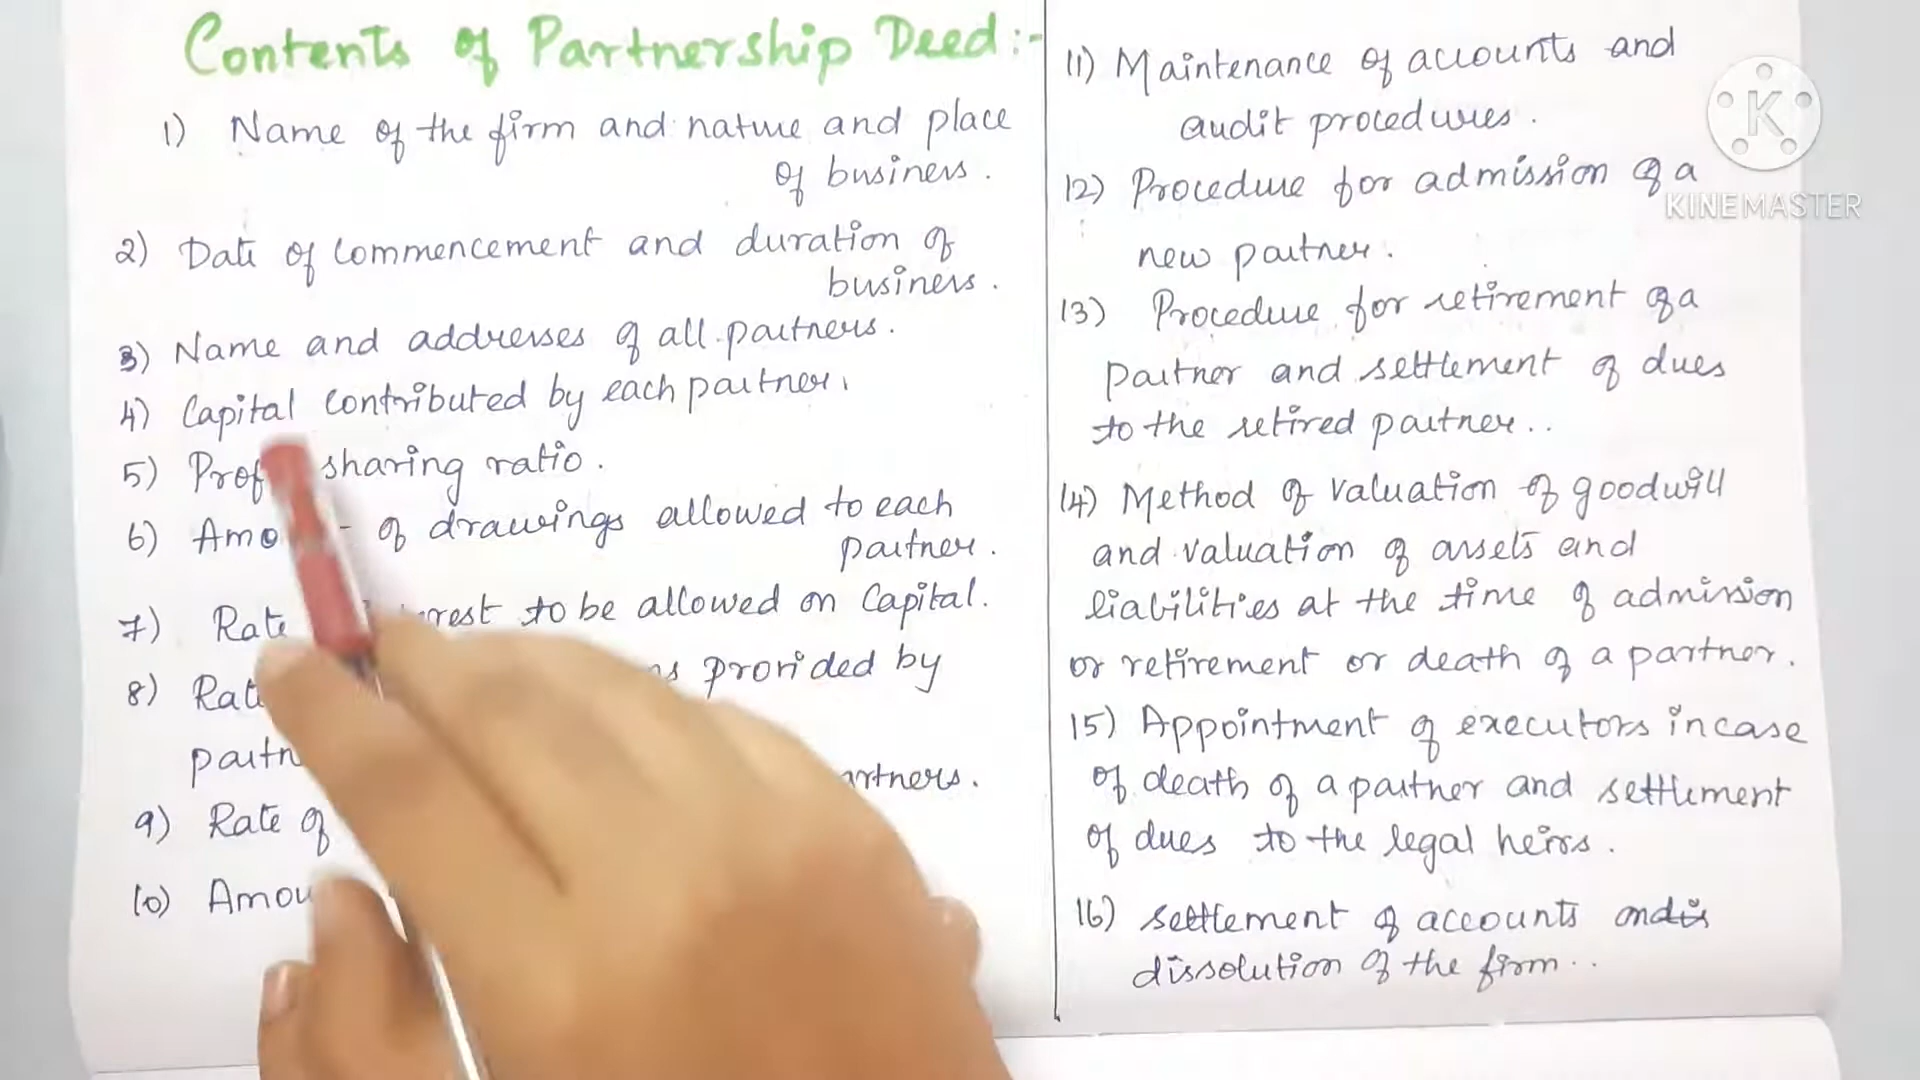 Contents of Partnership Deed:-
1) Name of the firm and nature and place
of business.
2) Date of commencement and duration of
business.
3) Name and addresses of all partners.
4) Capital contributed by each partner.
5) Prof sharing ratio.
6) Amo of drawings allowed to each
partner.
7) Rate rest to be allowed on Capital.
8) Rat provided by
partn
artners.
9) Rate of
10) Amou
11) Maintenance of accounts and
audit procedures.
12) Procedure for admission of a
new partner.
13) Procedure for retirement of a
partner and settlement of dues
to the retired partner..
14) Method of valuation of goodwill
and valuation of assets and
liabilities at the time of admission
or retirement or death of a partner.
15) Appointment of executors in case
of death of a partner and settlement
of dues to the legal heirs.
16) settlement of accounts on
dissolution of the firm..
K
KINEMASTER